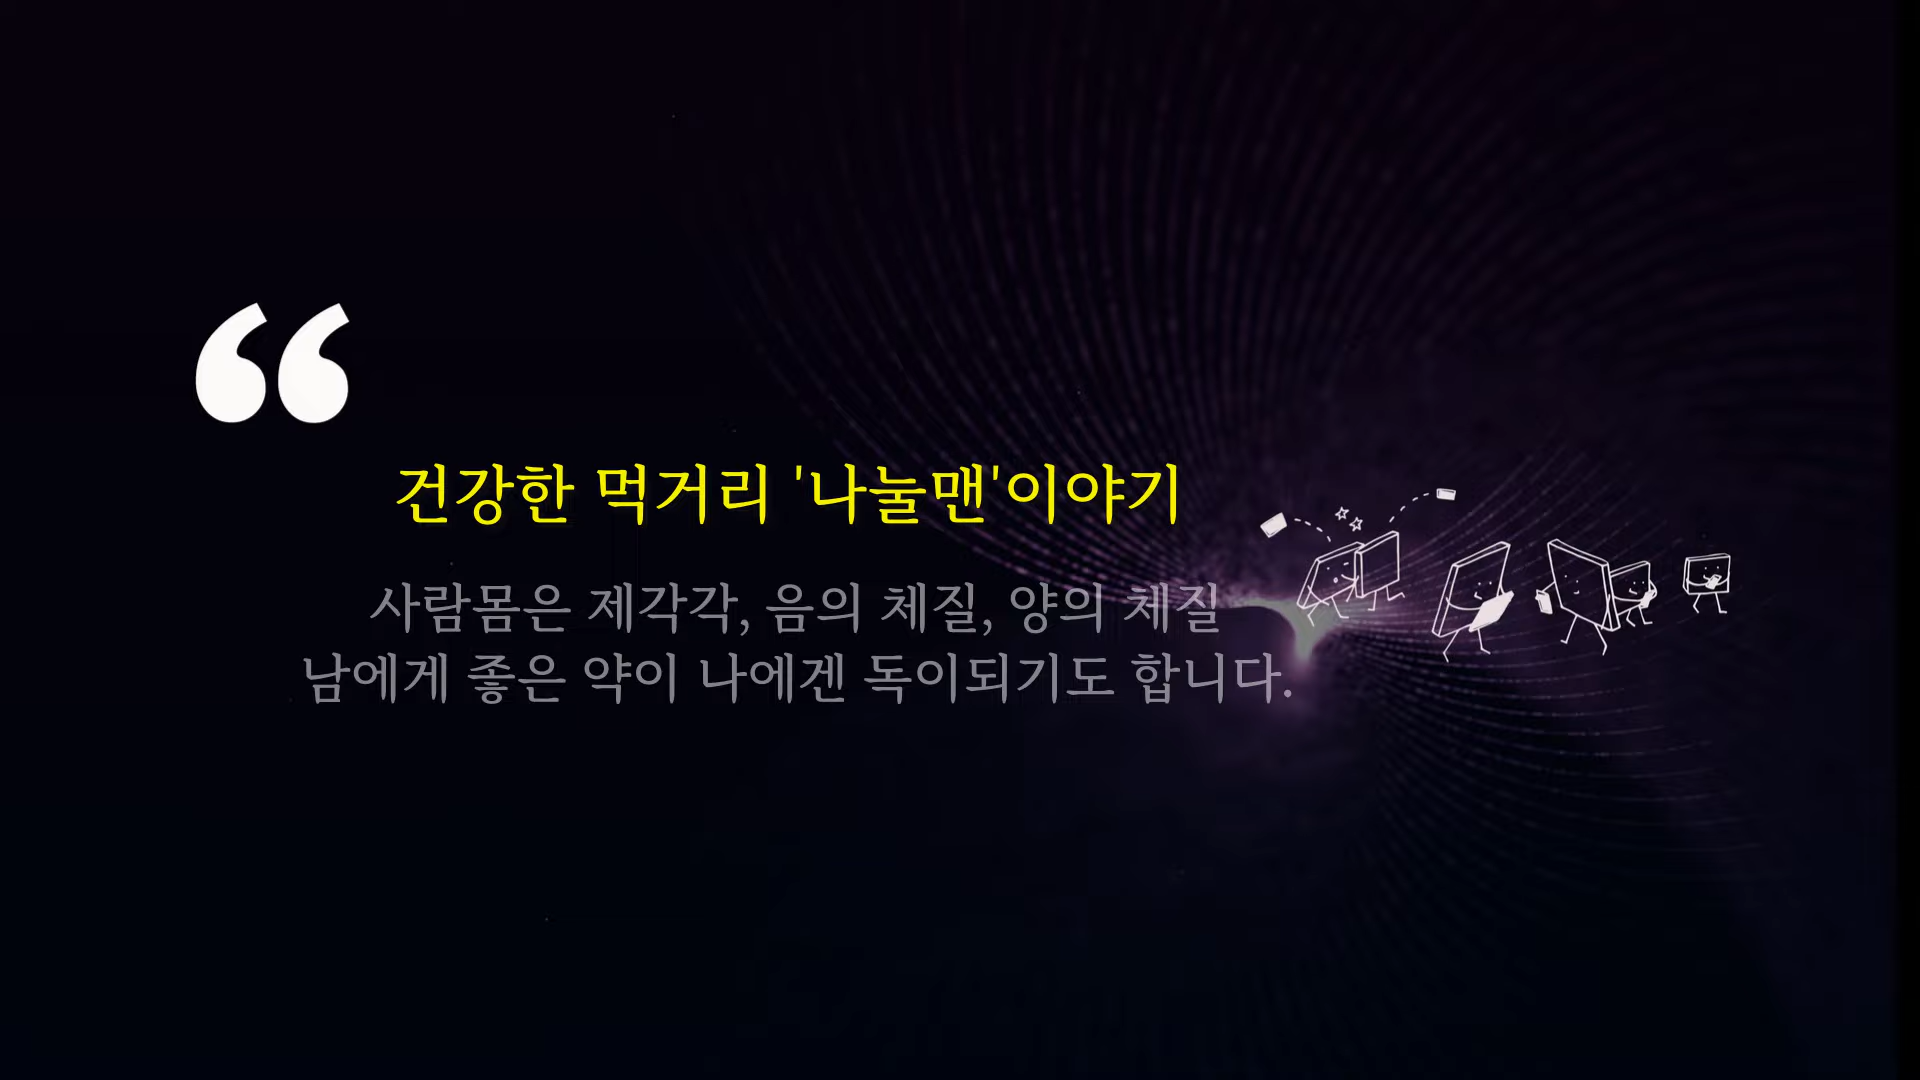 “
건강한 먹거리 '나눌맨'이야기
사람몸은 제각각, 음의 체질, 양의 체질
남에게 좋은 약이 나에겐 독이되기도 합니다.